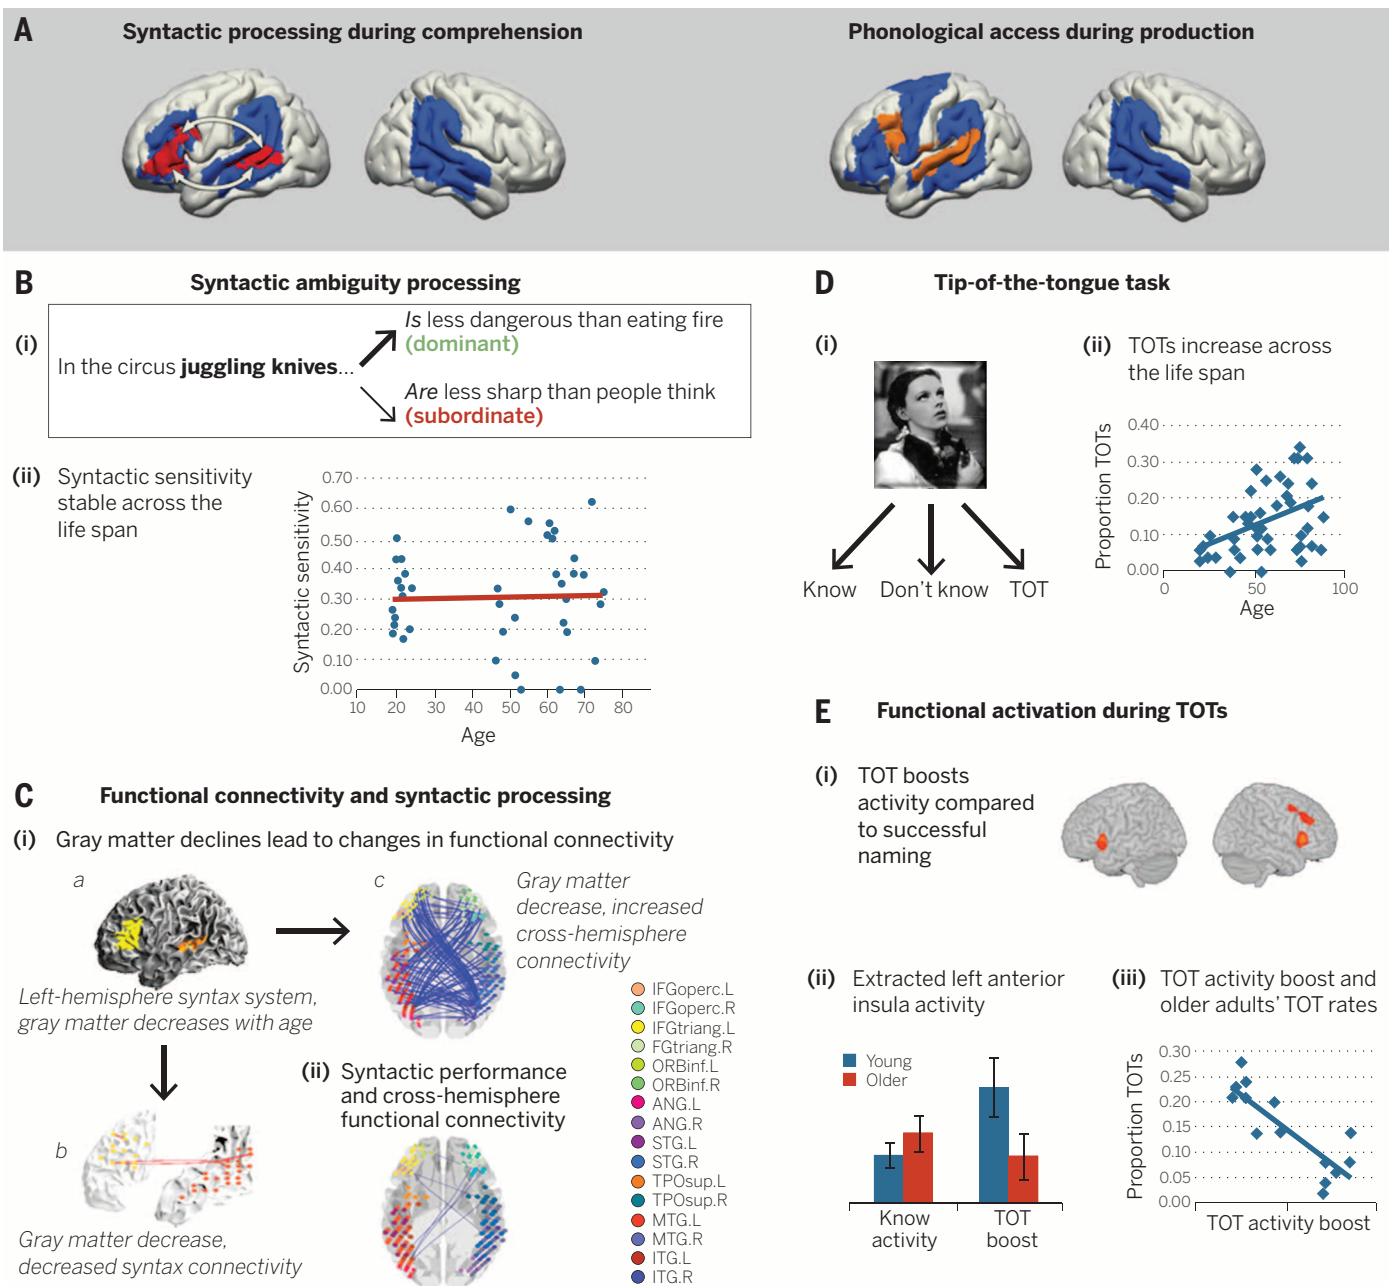 A
Syntactic processing during comprehension
Phonological access during production
B
Syntactic ambiguity processing
(i)
In the circus juggling knives...
Is less dangerous than eating fire
(dominant)
Are less sharp than people think
(subordinate)
(ii) Syntactic sensitivity
stable across the
life span
Syntactic sensitivity
0.70
0.60
0.50
0.40
0.30
0.20
0.10
0.00
10 20 30 40 50 60 70 80
Age
C
Functional connectivity and syntactic processing
(i) Gray matter declines lead to changes in functional connectivity
a
Left-hemisphere syntax system,
gray matter decreases with age
b
Gray matter decrease,
decreased syntax connectivity
c
Gray matter
decrease, increased
cross-hemisphere
connectivity
(ii) Syntactic performance
and cross-hemisphere
functional connectivity
IFGoperc.L
IFGoperc.R
IFGtriang.L
FGtriang.R
ORBinf.L
ORBinf.R
ANG.L
ANG.R
STG.L
STG.R
TPOsup.L
TPOsup.R
MTG.L
MTG.R
ITG.L
ITG.R
D
Tip-of-the-tongue task
(i)
Know Don't know TOT
(ii) TOTs increase across
the life span
Proportion TOTs
0.40
0.30
0.20
0.10
0.00
0 50 100
Age
E
Functional activation during TOTs
(i) TOT boosts
activity compared
to successful
naming
(ii) Extracted left anterior
insula activity
Young
Older
Know
activity
TOT
boost
(iii) TOT activity boost and
older adults' TOT rates
Proportion TOTs
0.30
0.25
0.20
0.15
0.10
0.05
0.00
TOT activity boost